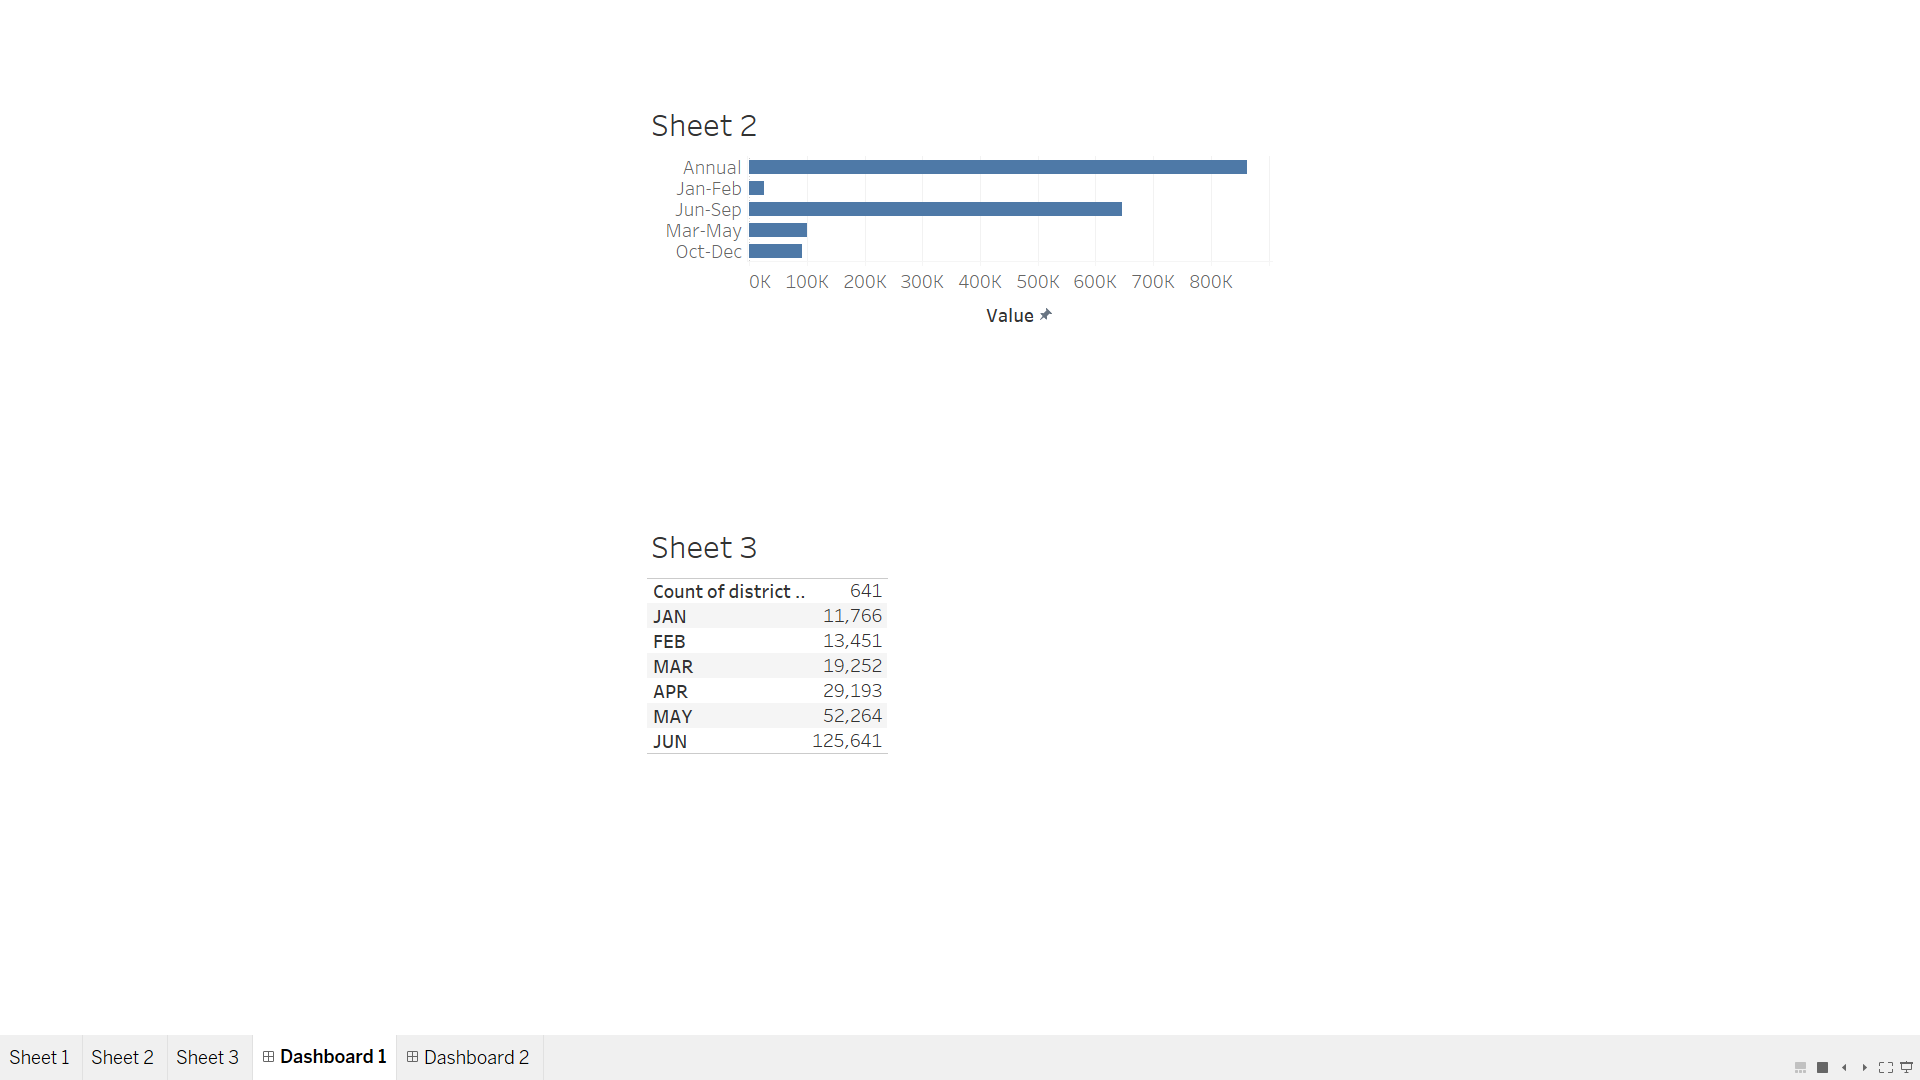 Sheet 2
Annual
Jan-Feb
Jun-Sep
Mar-May
Oct-Dec
0K 100K 200K 300K 400K 500K 600K 700K 800K
Value
Sheet 3
Count of district .. 641
JAN 11,766
FEB 13,451
MAR 19,252
APR 29,193
MAY 52,264
JUN 125,641
Sheet 1 Sheet 2 Sheet 3 Dashboard 1 Dashboard 2